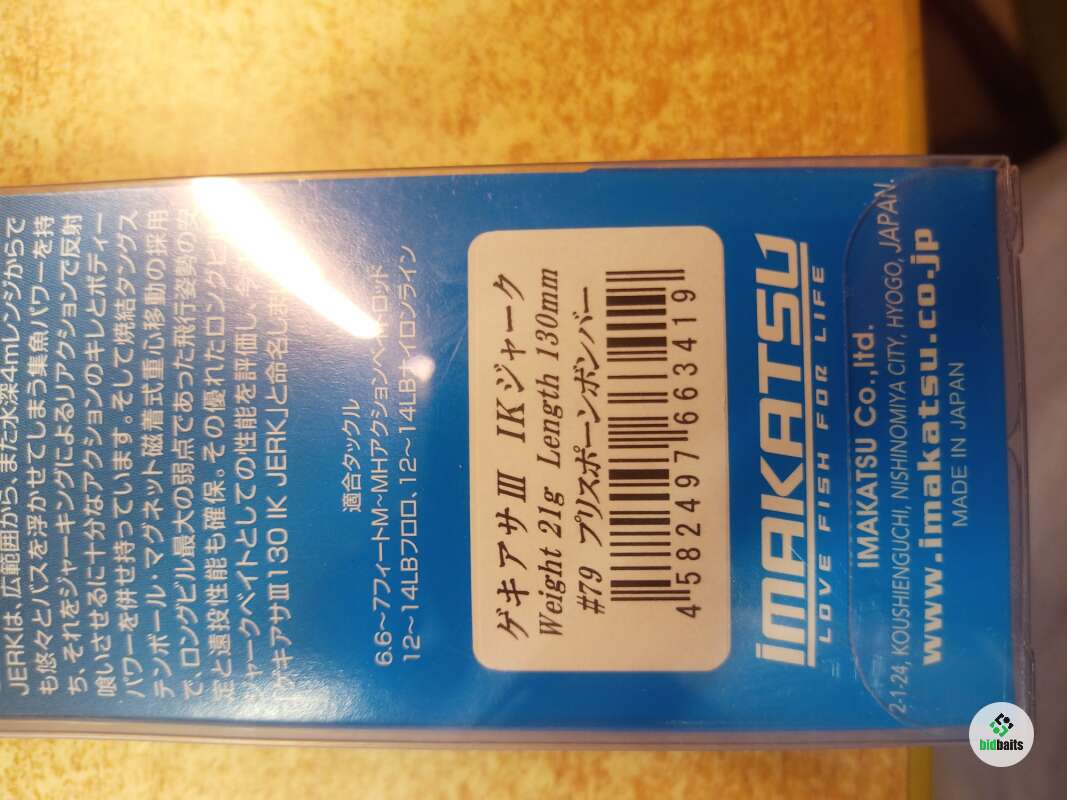 JERKは、広範囲から、また水深4mレンジからで
も悠々とバスを浮かせてしまう集魚パワーを持
ち、それをジャーキングによるリアクションで反射
喰いさせるに十分なアクションのキレとボディー
パワーを併せ持っています。そして焼結タングス
テンボール・マグネット磁着式重心移動の採用
で、ロングビル最大の弱点であった飛行姿勢の安
定と遠投性能も確保。その優れたロングビ
ジャークベイトとしての性能を評価し、
「ゲキアサⅢ130 IK JERK」と命名しま
適合タックル
6.6〜7フィートM〜MHアクションベイトロッド
12〜14LBフロロ、12〜14LBナイロンライン
ゲキアサⅢ IKジャーク
Weight 21g Length 130mm
#79 プリスポーンボンバー
4 582497 663419
iMAKATSU
LOVE FISH FOR LIFE
IMAKATSU Co.,ltd.
2-1-24, KOUSHIENGUCHI, NISHINOMIYA CITY, HYOGO, JAPAN.
www.imakatsu.co.jp
MADE IN JAPAN
bidbaits